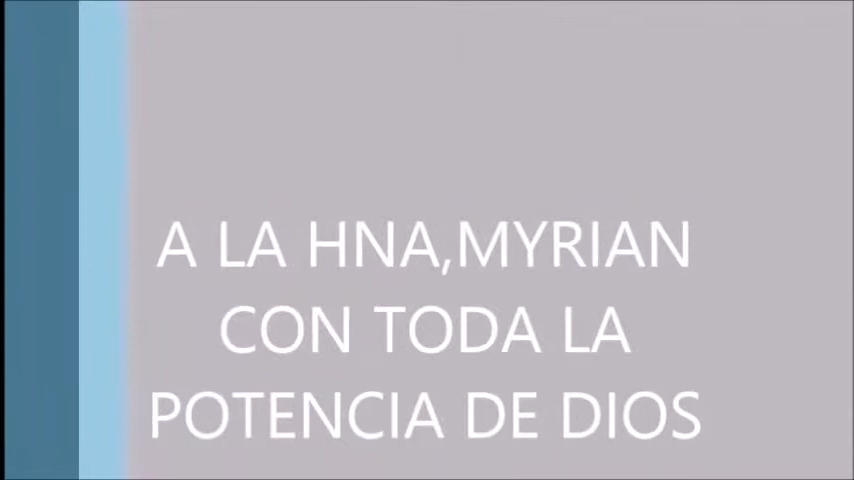 A LA HNA,MYRIAN
CON TODA LA
POTENCIA DE DIOS